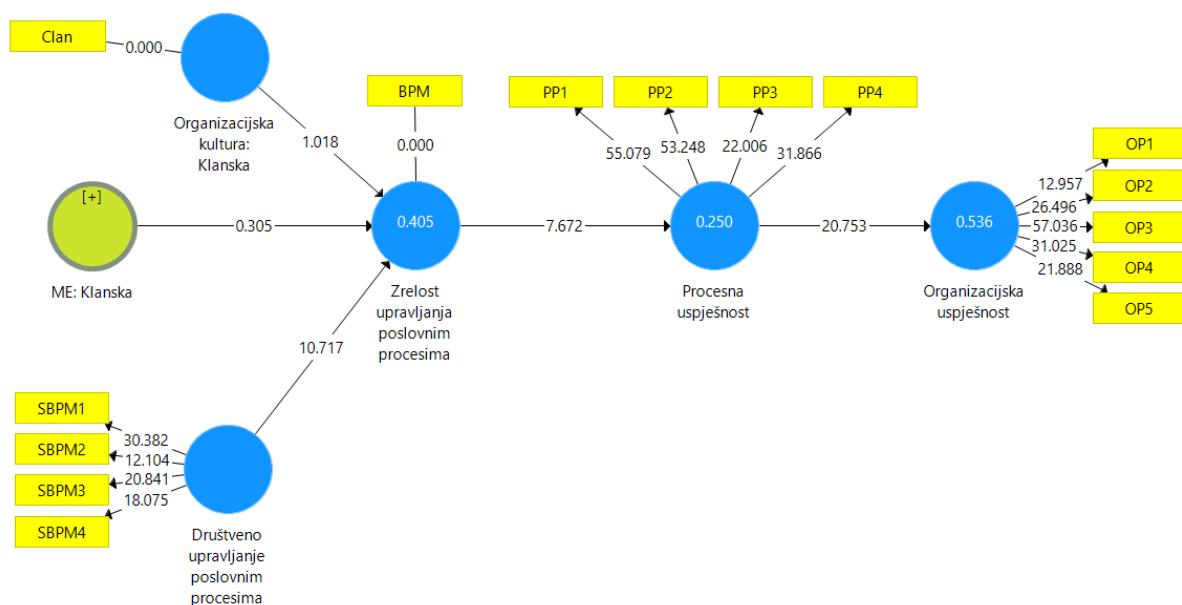 Clan
0.000
Organizacijska
kultura:
Klanska
1.018
BPM
0.000
[+]
ME: Klanska
0.305
0.405
Zrelost
upravljanja
poslovnim
procesima
7.672
PP1
PP2
PP3
PP4
55.079
53.248
22.006
31.866
0.250
Procesna
uspješnost
20.753
0.536
Organizacijska
uspješnost
12.957
26.496
57.036
31.025
21.888
OP1
OP2
OP3
OP4
OP5
10.717
SBPM1
SBPM2
SBPM3
SBPM4
30.382
12.104
20.841
18.075
Društveno
upravljanje
poslovnim
procesima